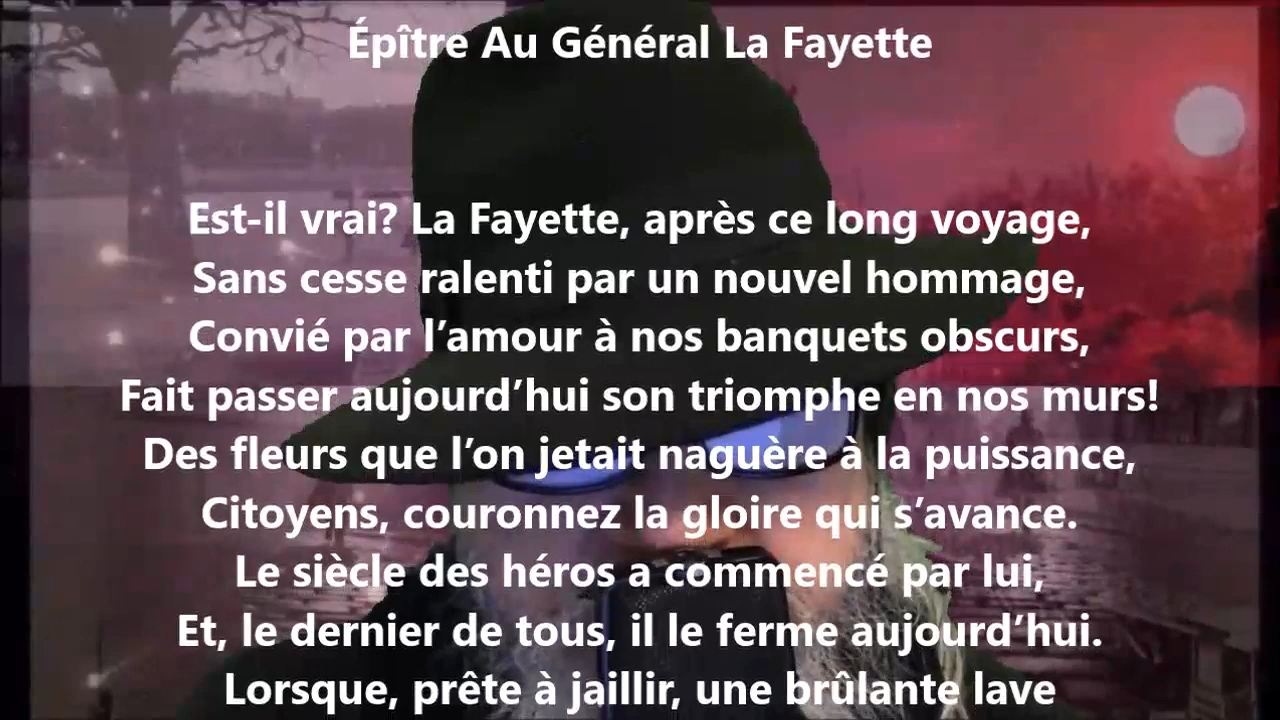 Épître Au Général La Fayette
Est-il vrai? La Fayette, après ce long voyage,
Sans cesse ralenti par un nouvel hommage,
Convié par l’amour à nos banquets obscurs,
Fait passer aujourd’hui son triomphe en nos murs!
Des fleurs que l’on jetait naguère à la puissance,
Citoyens, couronnez la gloire qui s’avance.
Le siècle des héros a commencé par lui,
Et, le dernier de tous, il le ferme aujourd’hui.
Lorsque, prête à jaillir, une brûlante lave